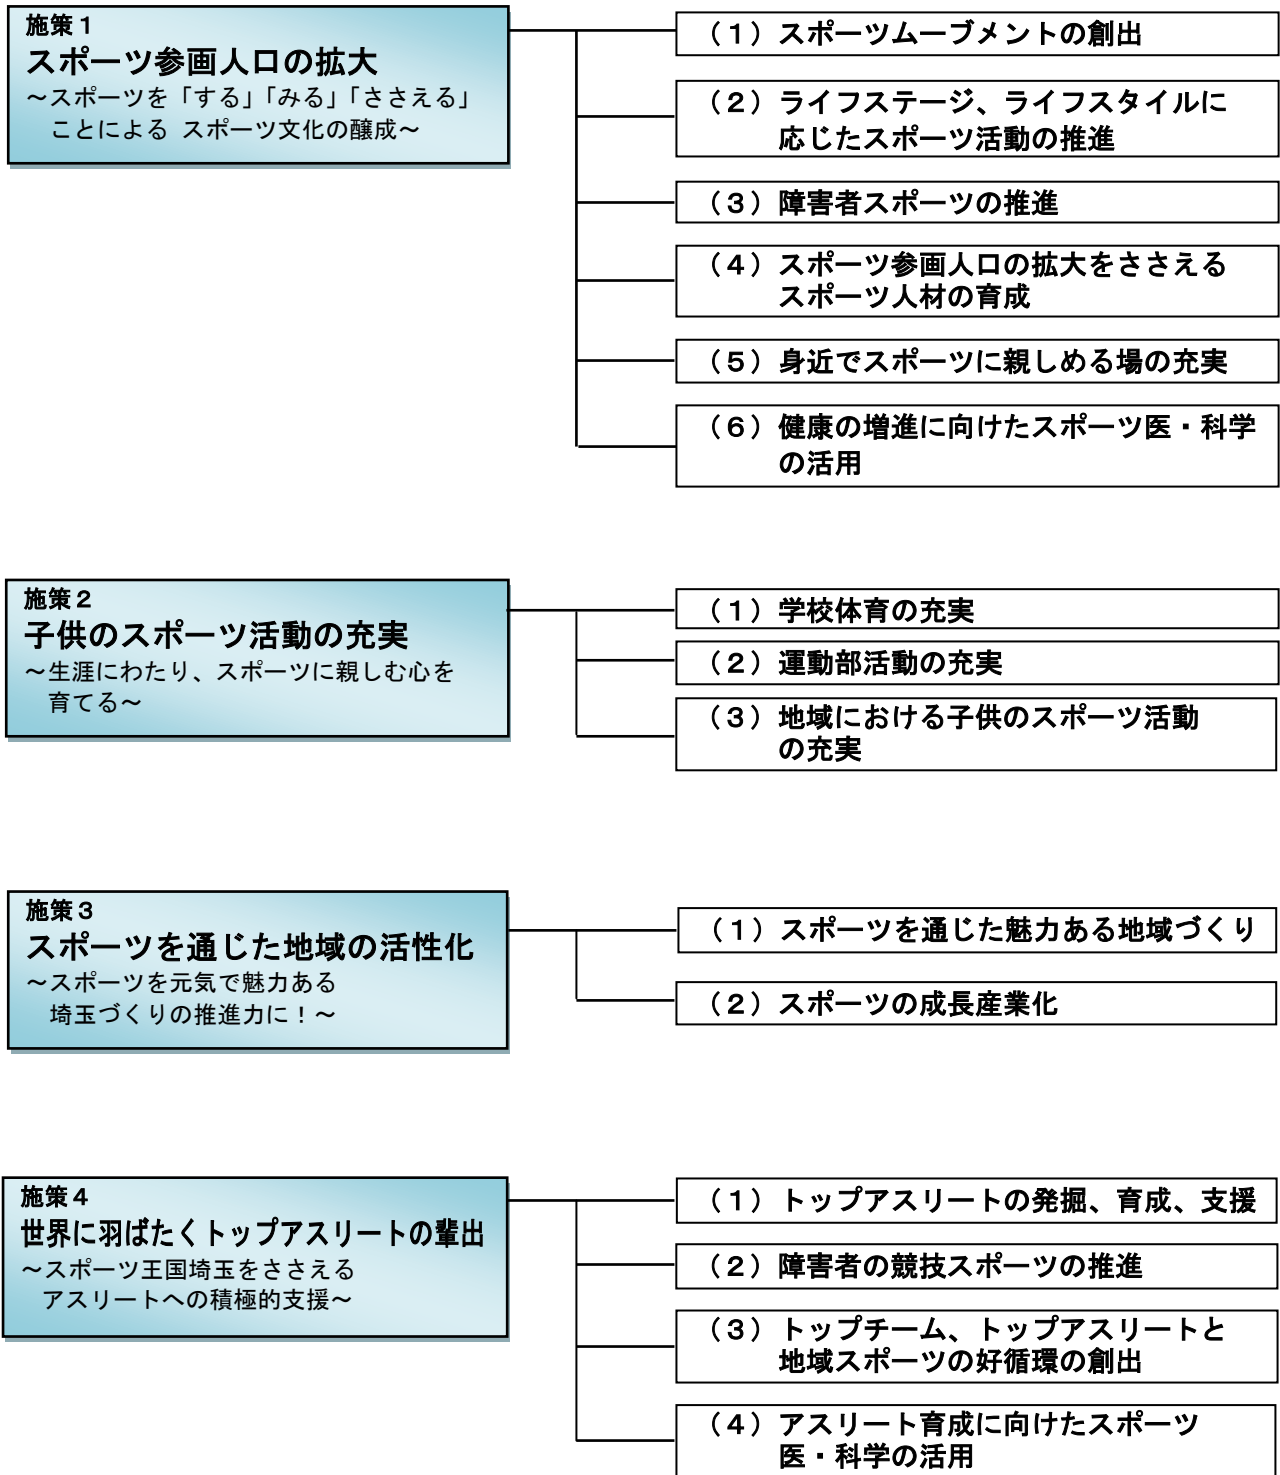 施策１
スポーツ参画人口の拡大
～スポーツを「する」「みる」「ささえる」
ことによる スポーツ文化の醸成～
（１）スポーツムーブメントの創出
（２）ライフステージ、ライフスタイルに
応じたスポーツ活動の推進
（３）障害者スポーツの推進
（４）スポーツ参画人口の拡大をささえる
スポーツ人材の育成
（５）身近でスポーツに親しめる場の充実
（６）健康の増進に向けたスポーツ医・科学
の活用
施策２
子供のスポーツ活動の充実
～生涯にわたり、スポーツに親しむ心を
育てる～
（１）学校体育の充実
（２）運動部活動の充実
（３）地域における子供のスポーツ活動
の充実
施策３
スポーツを通じた地域の活性化
～スポーツを元気で魅力ある
埼玉づくりの推進力に！～
（１）スポーツを通じた魅力ある地域づくり
（２）スポーツの成長産業化
施策４
世界に羽ばたくトップアスリートの輩出
～スポーツ王国埼玉をささえる
アスリートへの積極的支援～
（１）トップアスリートの発掘、育成、支援
（２）障害者の競技スポーツの推進
（３）トップチーム、トップアスリートと
地域スポーツの好循環の創出
（４）アスリート育成に向けたスポーツ
医・科学の活用